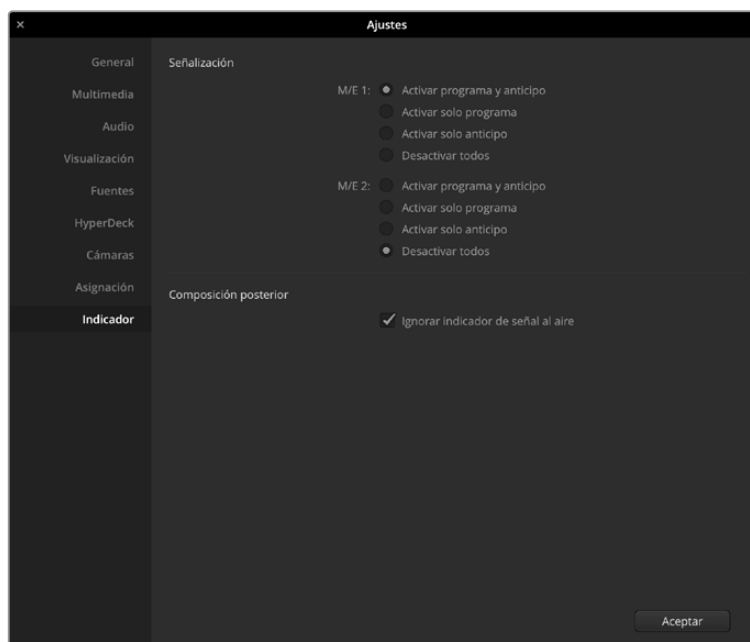 Ajustes
General
Multimedia
Audio
Visualización
Fuentes
HyperDeck
Cámaras
Asignación
Indicador
Señalización
M/E 1: Activar programa y anticipo
Activar solo programa
Activar solo anticipo
Desactivar todos
M/E 2: Activar programa y anticipo
Activar solo programa
Activar solo anticipo
Desactivar todos
Composición posterior
Ignorar indicador de señal al aire
Aceptar